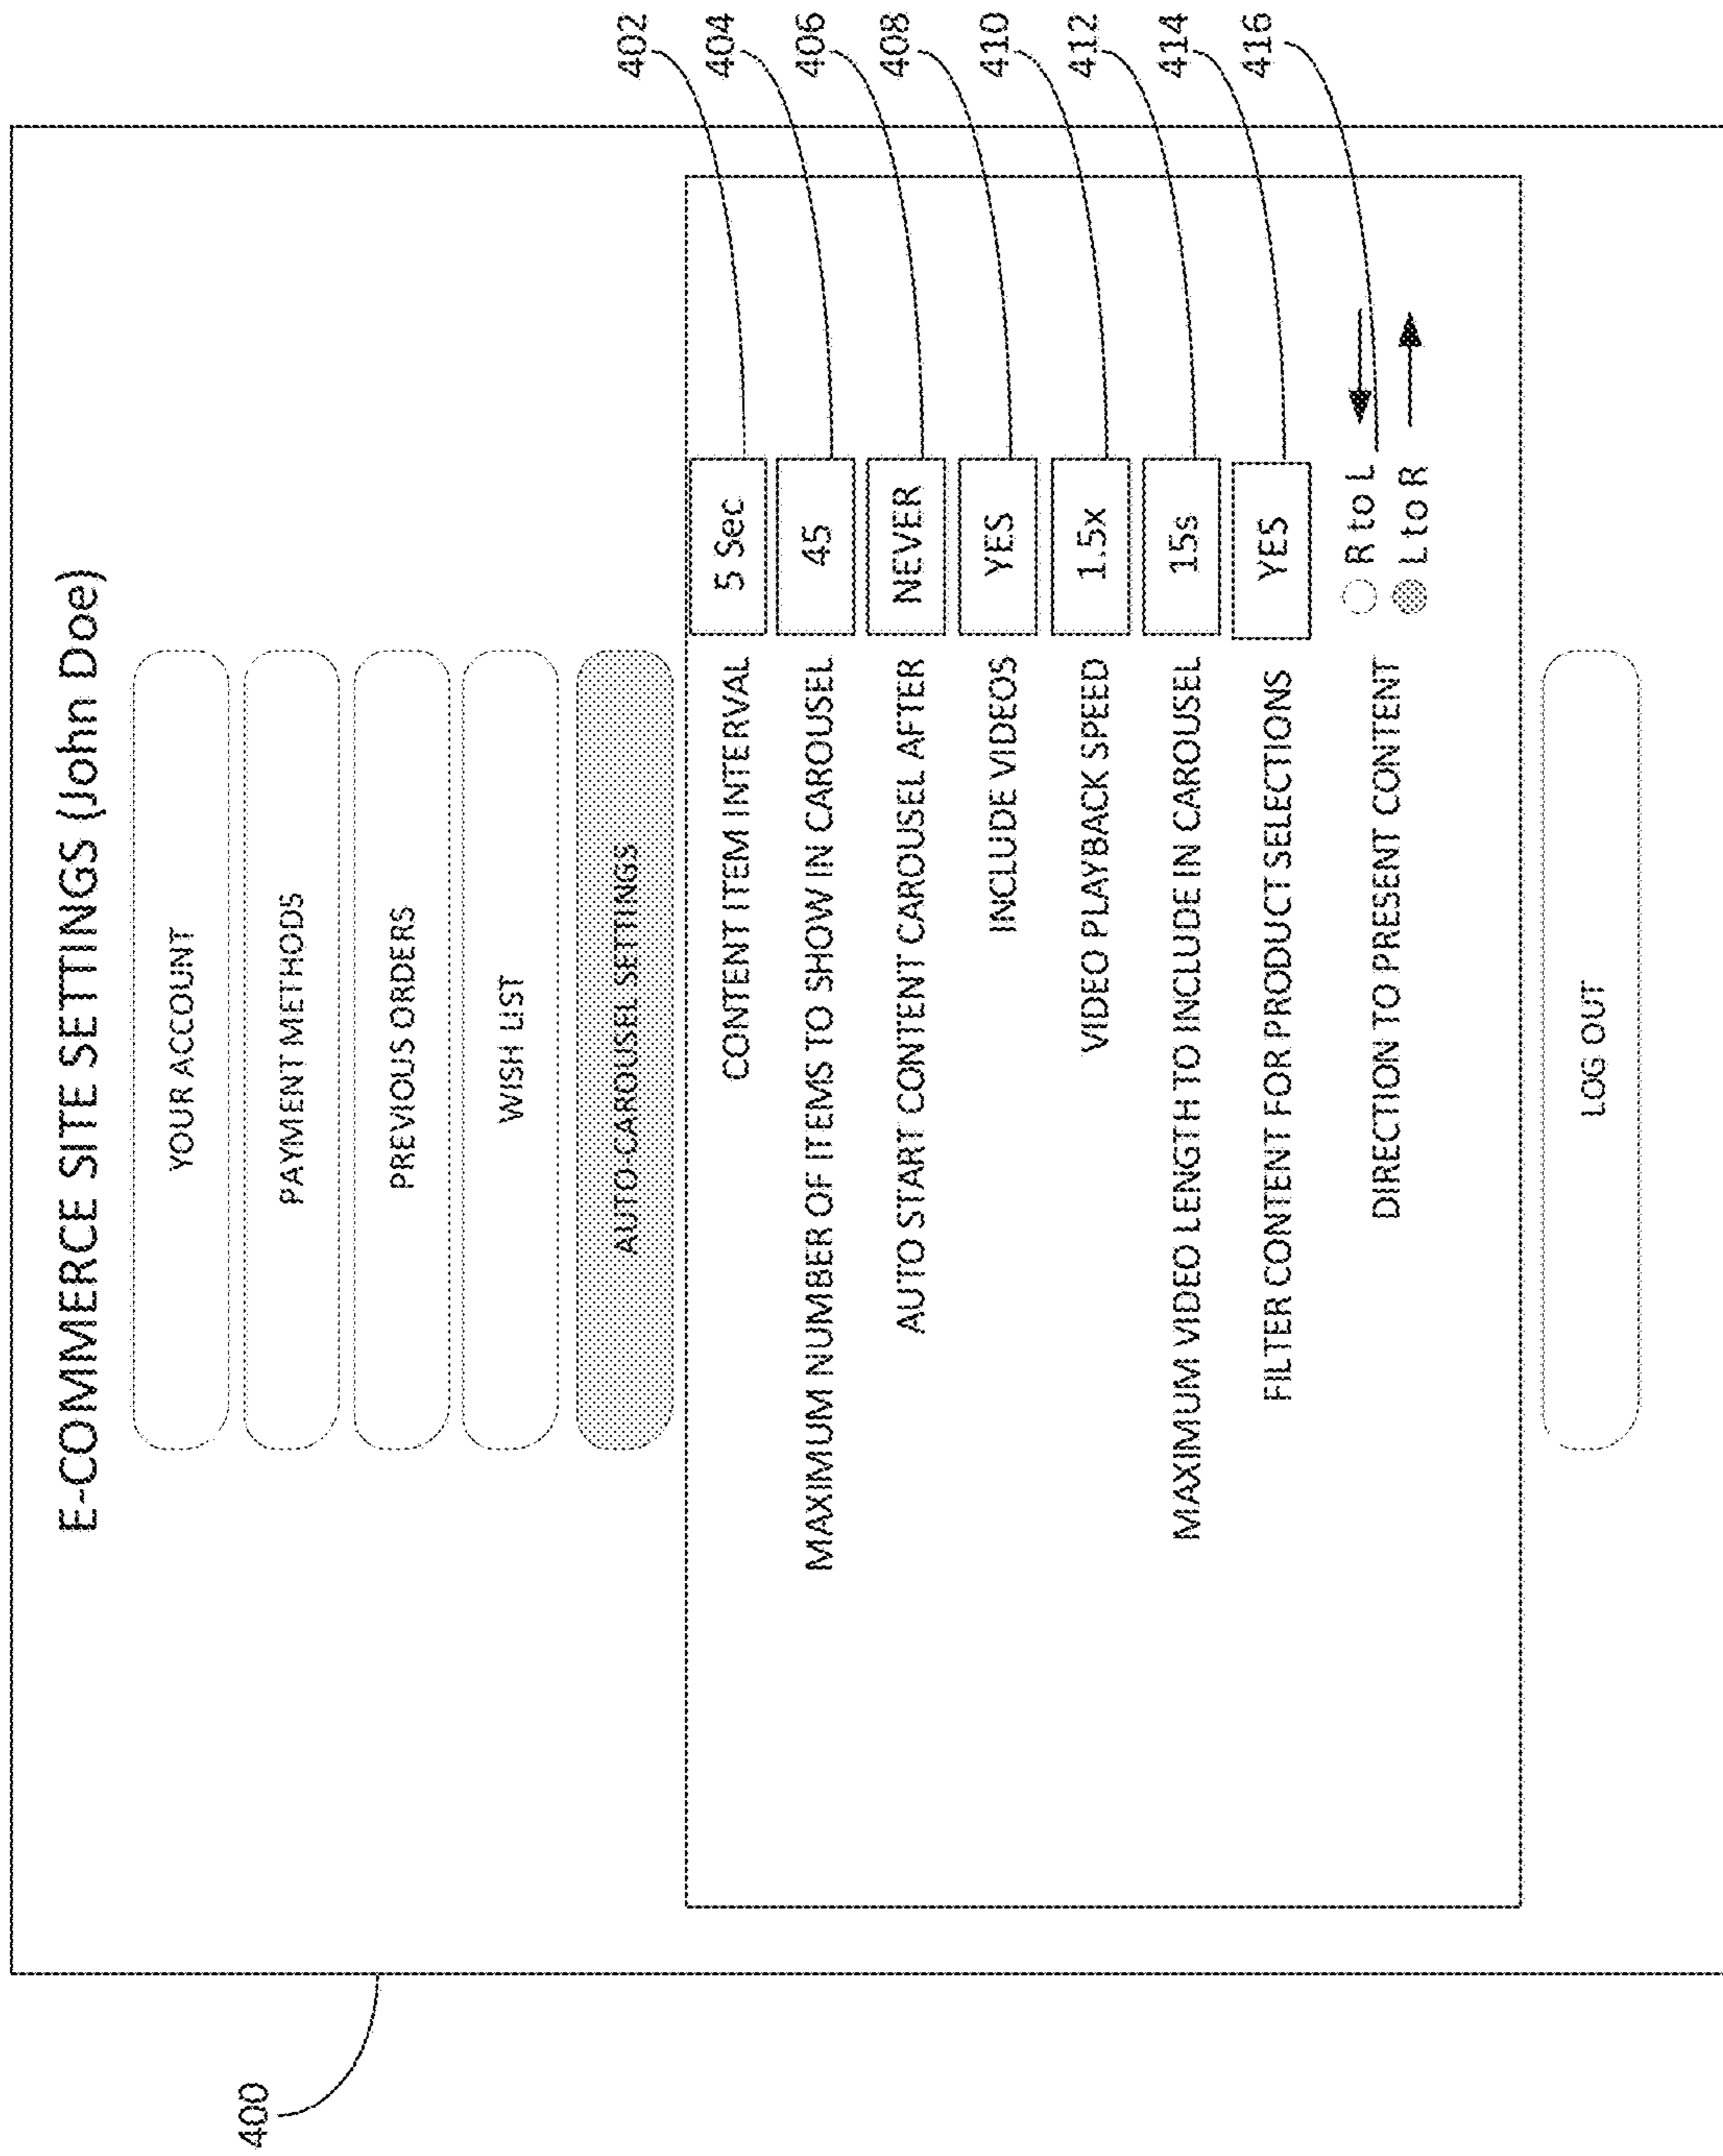 E-COMMERCE SITE SETTINGS (John Doe)
YOUR ACCOUNT
PAYMENT METHODS
PREVIOUS ORDERS
WISH LIST
AUTO-CAROUSEL SETTINGS
CONTENT ITEM INTERVAL 5 Sec 402
MAXIMUM NUMBER OF ITEMS TO SHOW IN CAROUSEL 45 404
AUTO START CONTENT CAROUSEL AFTER NEVER 406
INCLUDE VIDEOS YES 408
VIDEO PLAYBACK SPEED 1.5x 410
MAXIMUM VIDEO LENGTH TO INCLUDE IN CAROUSEL 15s 412
FILTER CONTENT FOR PRODUCT SELECTIONS YES 414
DIRECTION TO PRESENT CONTENT R to L 416
L to R
LOG OUT
400